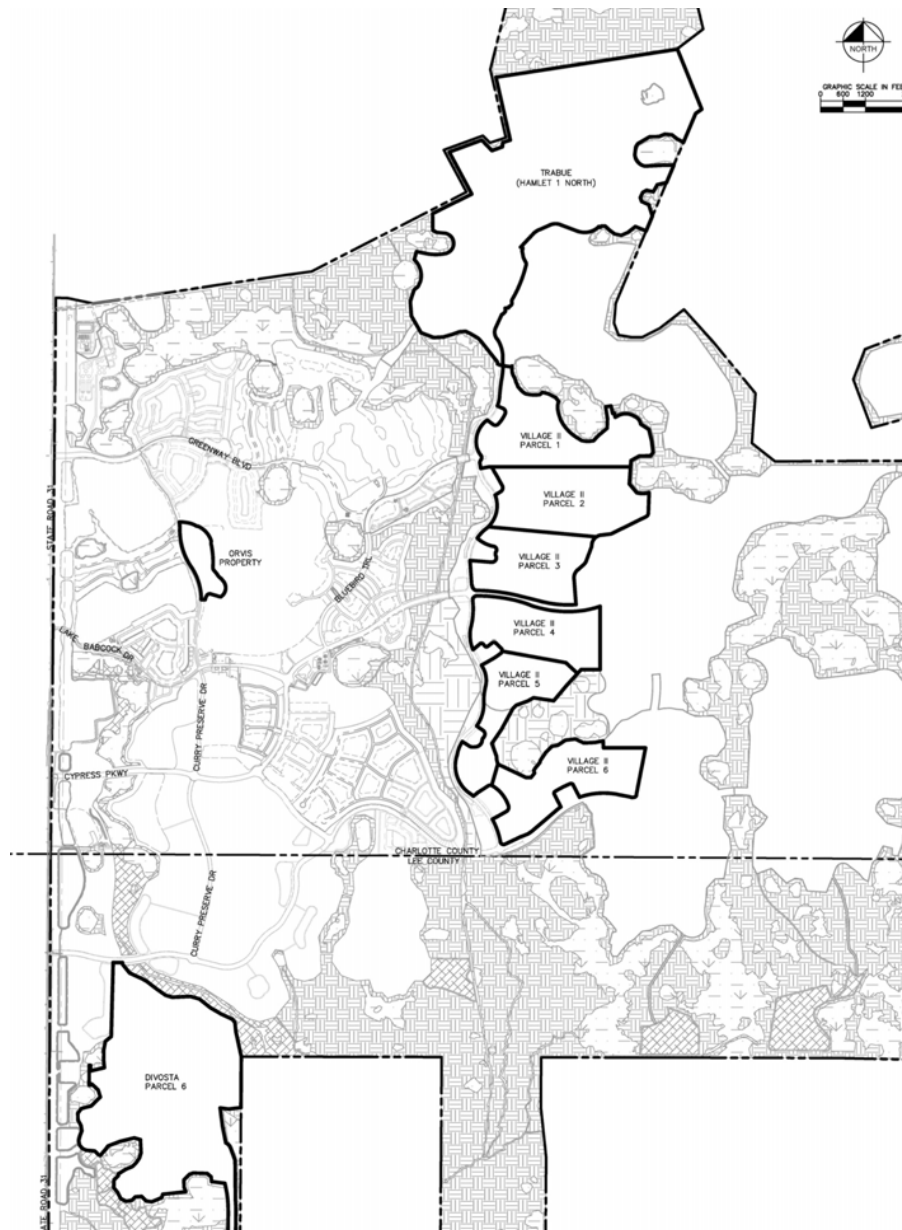 NORTH
GRAPHIC SCALE IN FEE
0 600 1200
TRABUE
(HAMLET 1 NORTH)
VILLAGE II
PARCEL 1
GREENWAY BLVD
STATE ROAD 31
VILLAGE II
PARCEL 2
ORVIS
PROPERTY
VILLAGE II
PARCEL 3
BLUEBIRD TRL
VILLAGE II
PARCEL 4
LAKE BABCOCK DR
VILLAGE II
PARCEL 5
CURRY PRESERVE DR
VILLAGE II
PARCEL 6
CYPRESS PKWY
CHARLOTTE COUNTY
LEE COUNTY
CURRY PRESERVE DR
DIVOSTA
PARCEL 6
ATE ROAD 31